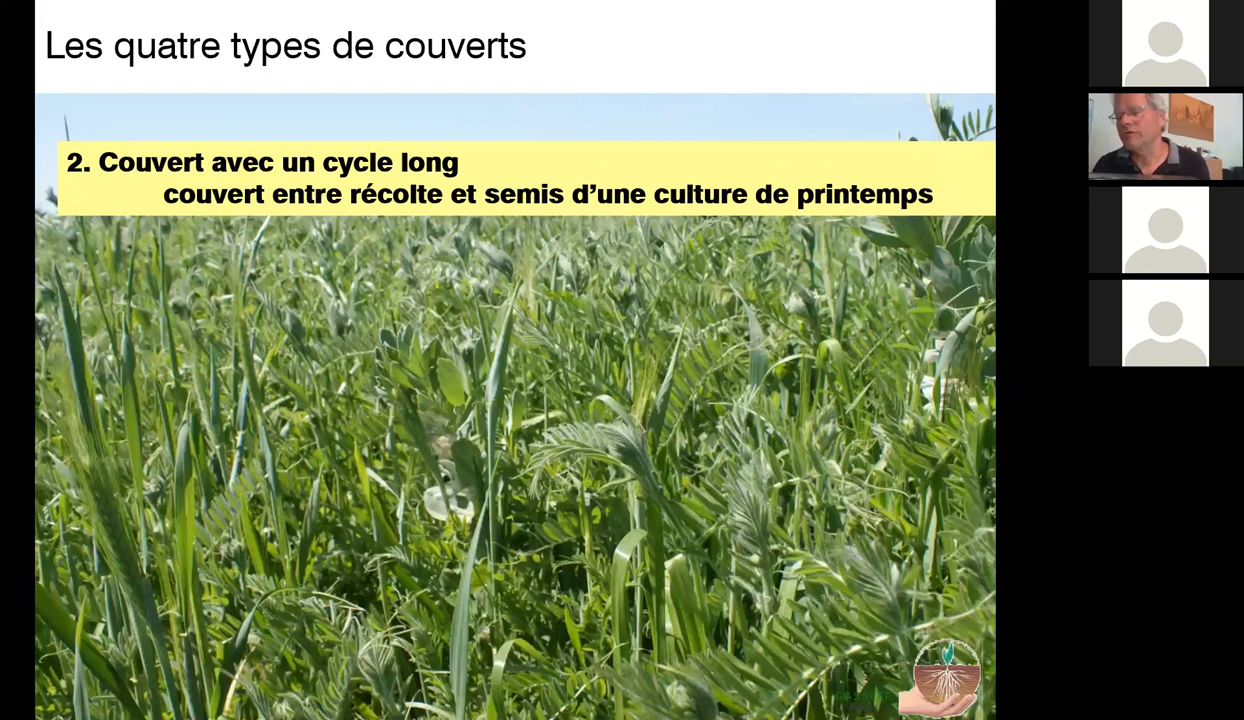 Les quatre types de couverts
2. Couvert avec un cycle long
couvert entre récolte et semis d’une culture de printemps